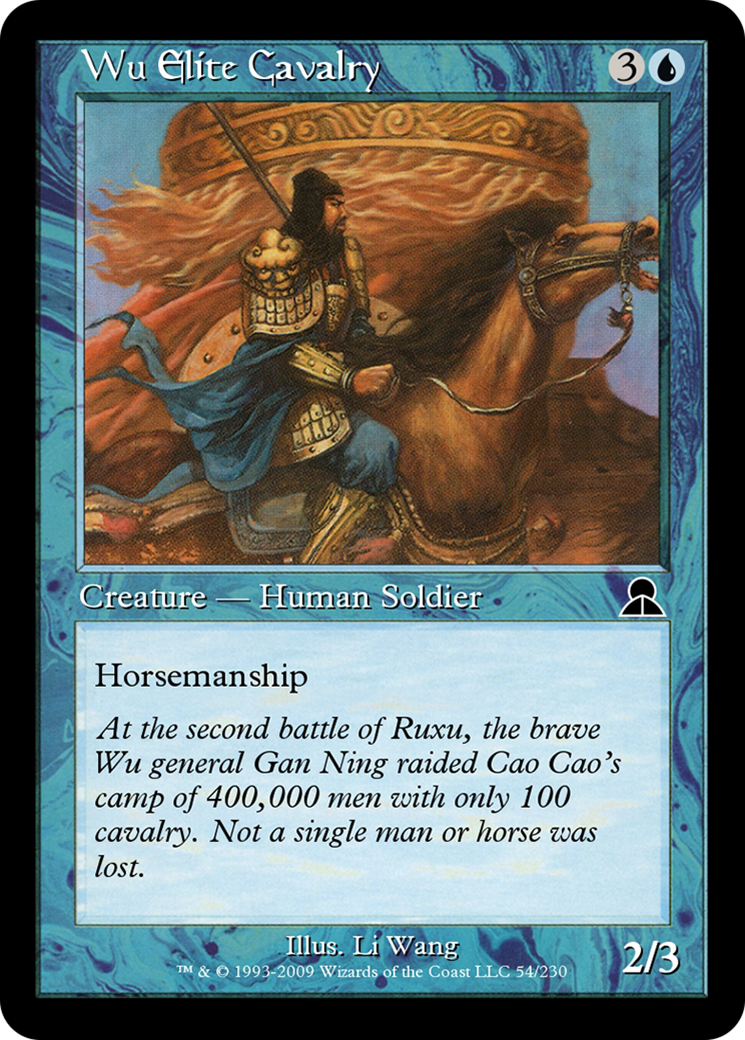 Wu Elite Cavalry 3
Creature — Human Soldier
Horsemanship
At the second battle of Ruxu, the brave
Wu general Gan Ning raided Cao Cao's
camp of 400,000 men with only 100
cavalry. Not a single man or horse was
lost.
Illus. Li Wang
™ & © 1993-2009 Wizards of the Coast LLC 54/230
2/3